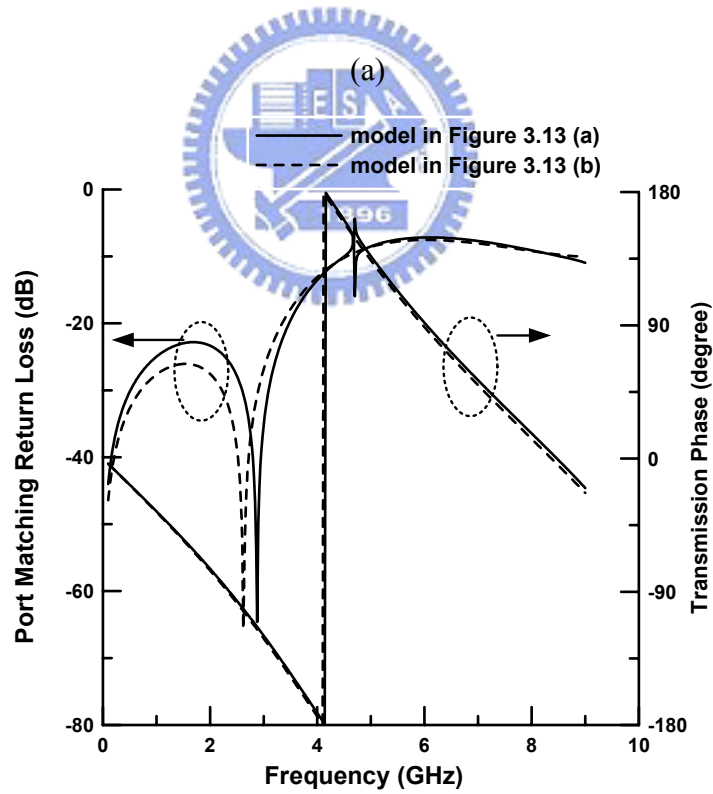 (a)
E S A
model in Figure 3.13 (a)
model in Figure 3.13 (b)
1896
0
-20
-40
-60
-80
Port Matching Return Loss (dB)
180
90
0
-90
-180
Transmission Phase (degree)
0 2 4 6 8 10
Frequency (GHz)